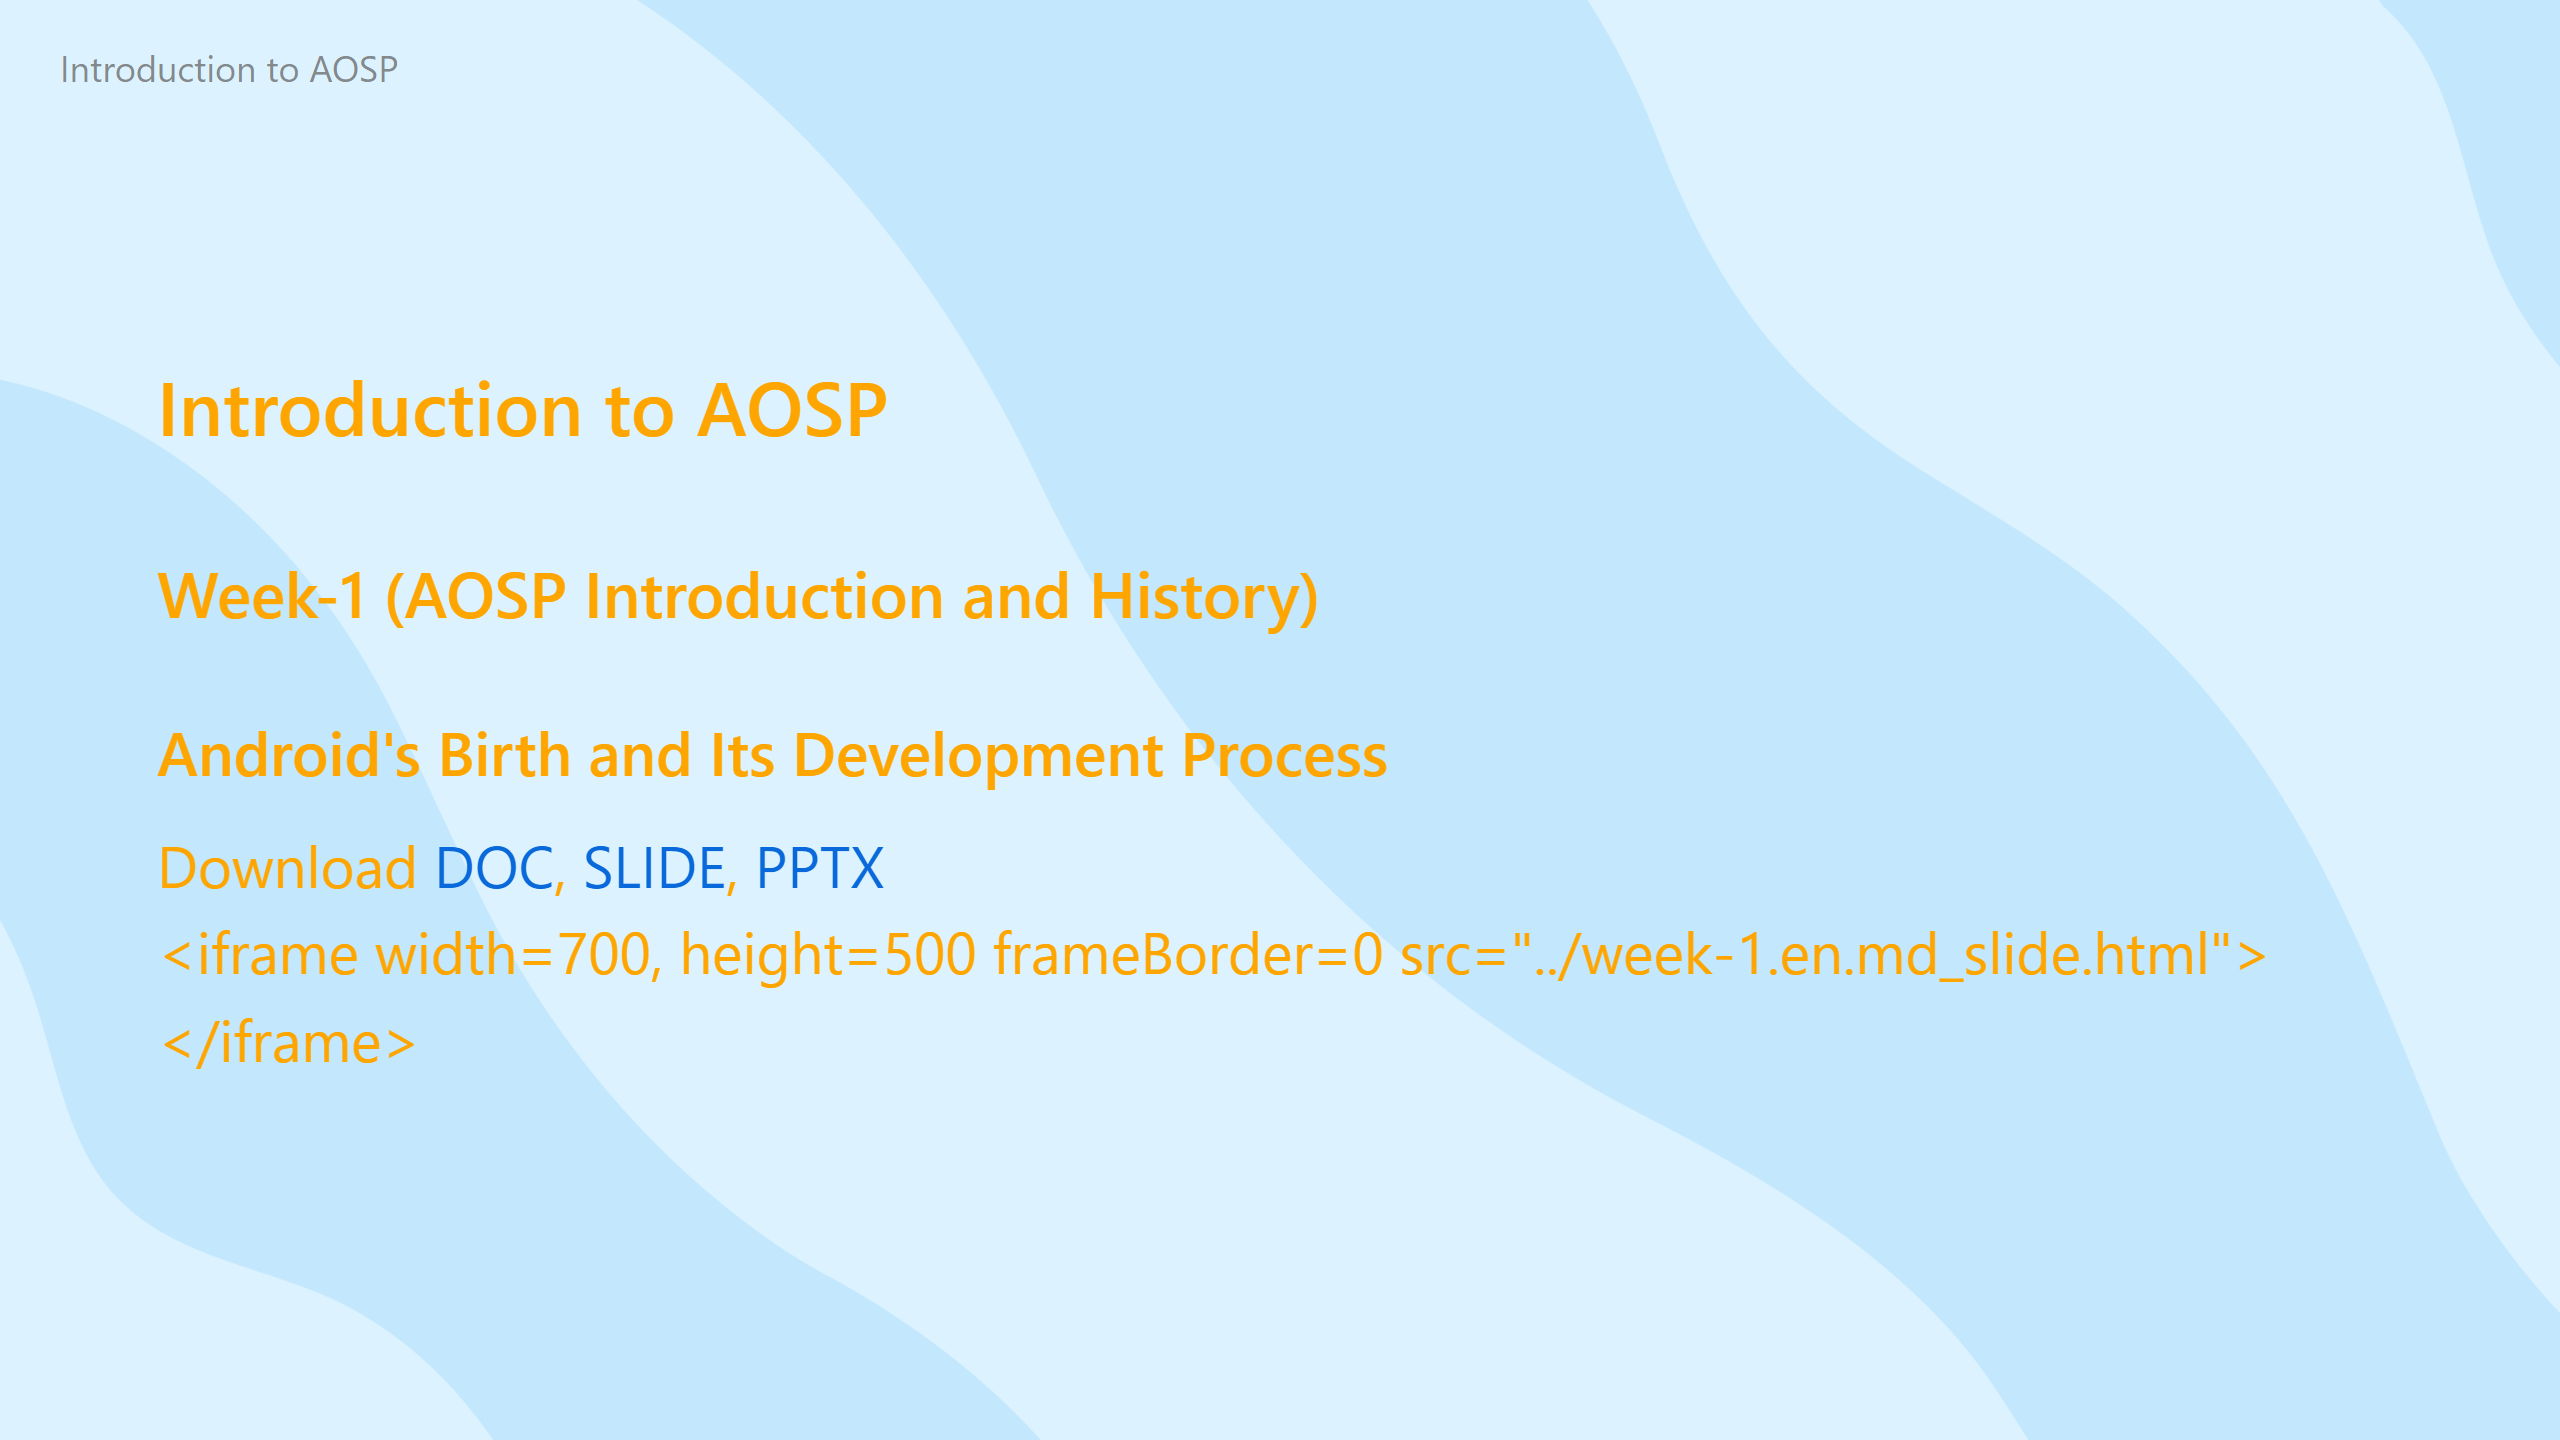 Introduction to AOSP
Introduction to AOSP
Week-1 (AOSP Introduction and History)
Android's Birth and Its Development Process
Download DOC, SLIDE, PPTX
<iframe width=700, height=500 frameBorder=0 src="../week-1.en.md_slide.html">
</iframe>